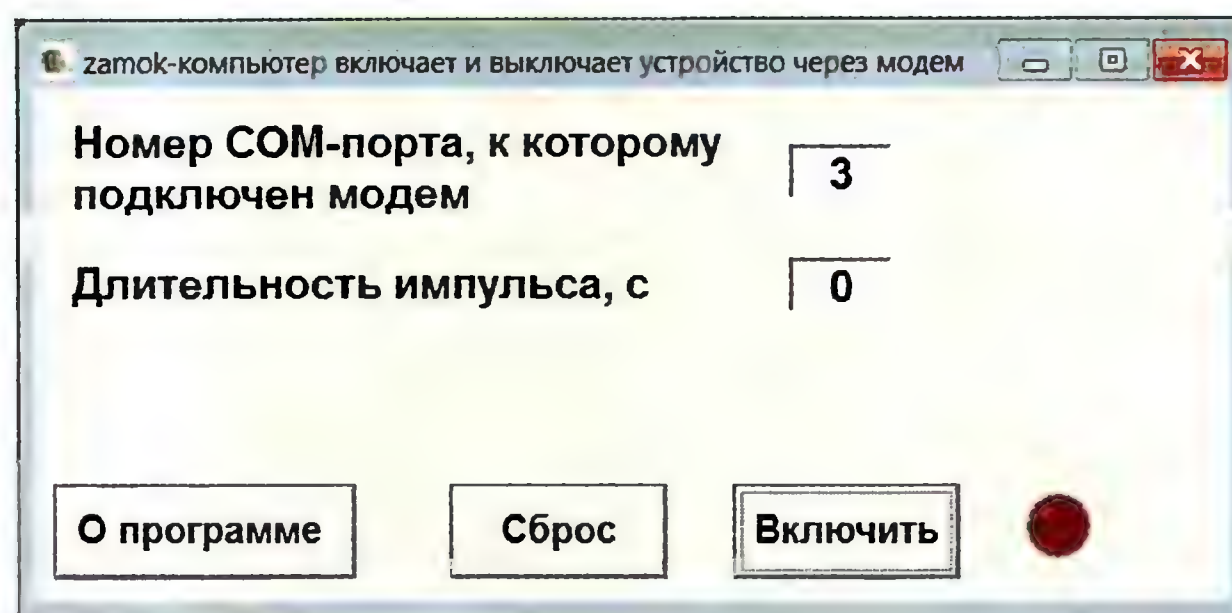 zamok-компьютер включает и выключает устройство через модем
Номер COM-порта, к которому
подключен модем
3
Длительность импульса, с
0
О программе
Сброс
Включить